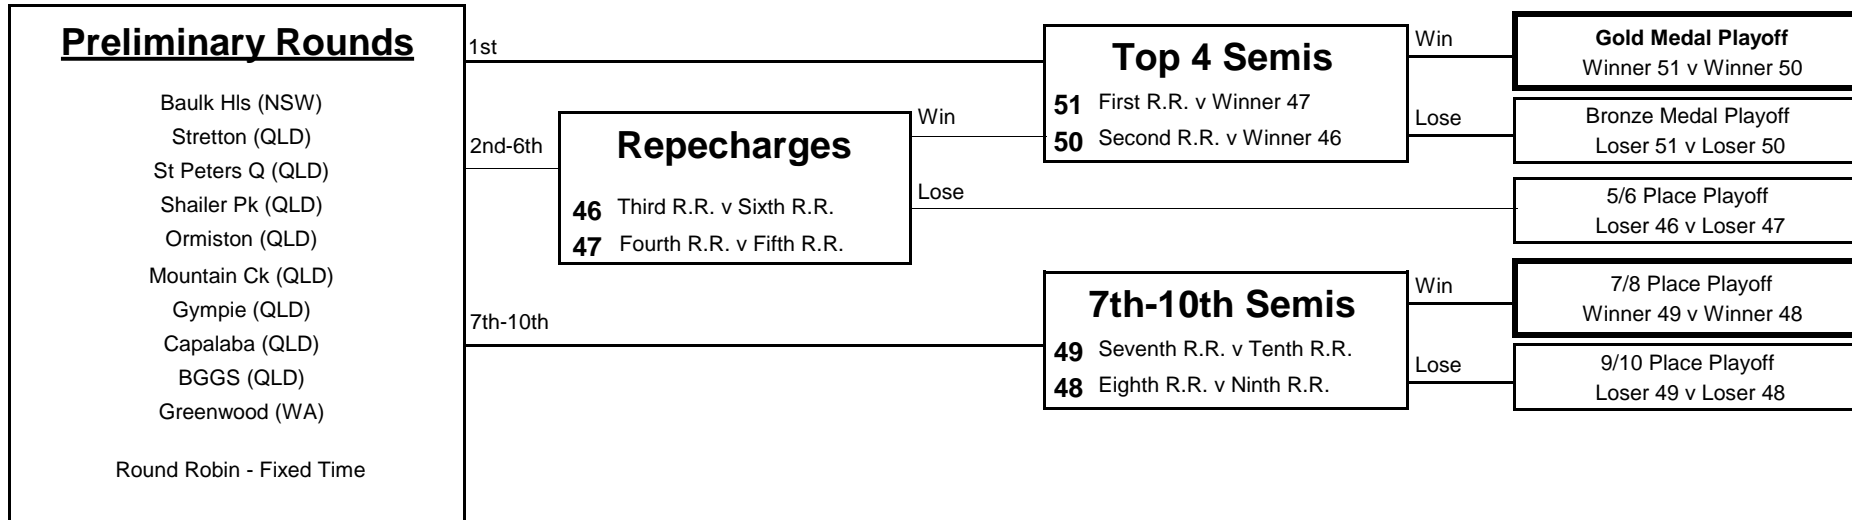 Preliminary Rounds
Baulk Hls (NSW)
Stretton (QLD)
St Peters Q (QLD)
Shailer Pk (QLD)
Ormiston (QLD)
Mountain Ck (QLD)
Gympie (QLD)
Capalaba (QLD)
BGGS (QLD)
Greenwood (WA)
Round Robin - Fixed Time
1st
2nd-6th
7th-10th
Repecharges
46 Third R.R. v Sixth R.R.
47 Fourth R.R. v Fifth R.R.
Win
Lose
Top 4 Semis
51 First R.R. v Winner 47
50 Second R.R. v Winner 46
Win
Lose
7th-10th Semis
49 Seventh R.R. v Tenth R.R.
48 Eighth R.R. v Ninth R.R.
Win
Lose
Gold Medal Playoff
Winner 51 v Winner 50
Bronze Medal Playoff
Loser 51 v Loser 50
5/6 Place Playoff
Loser 46 v Loser 47
7/8 Place Playoff
Winner 49 v Winner 48
9/10 Place Playoff
Loser 49 v Loser 48